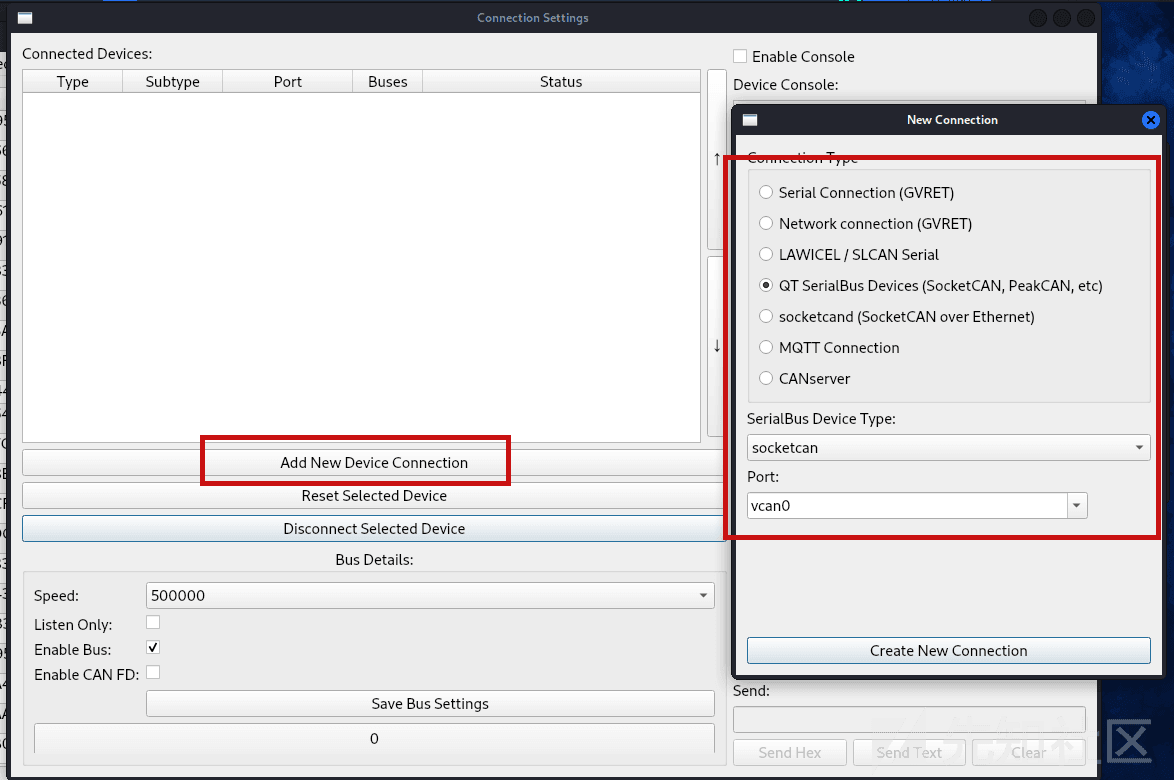 Connection Settings
Connected Devices:
Type Subtype Port Buses Status
↑
↓
Add New Device Connection
Reset Selected Device
Disconnect Selected Device
Bus Details:
Speed: 500000
Listen Only:
Enable Bus:
Enable CAN FD:
Save Bus Settings
0
Enable Console
Device Console:
New Connection
Connection Type
Serial Connection (GVRET)
Network connection (GVRET)
LAWICEL / SLCAN Serial
QT SerialBus Devices (SocketCAN, PeakCAN, etc)
socketcand (SocketCAN over Ethernet)
MQTT Connection
CANserver
SerialBus Device Type:
socketcan
Port:
vcan0
Create New Connection
Send:
Send Hex Send Text Clear
先知社区